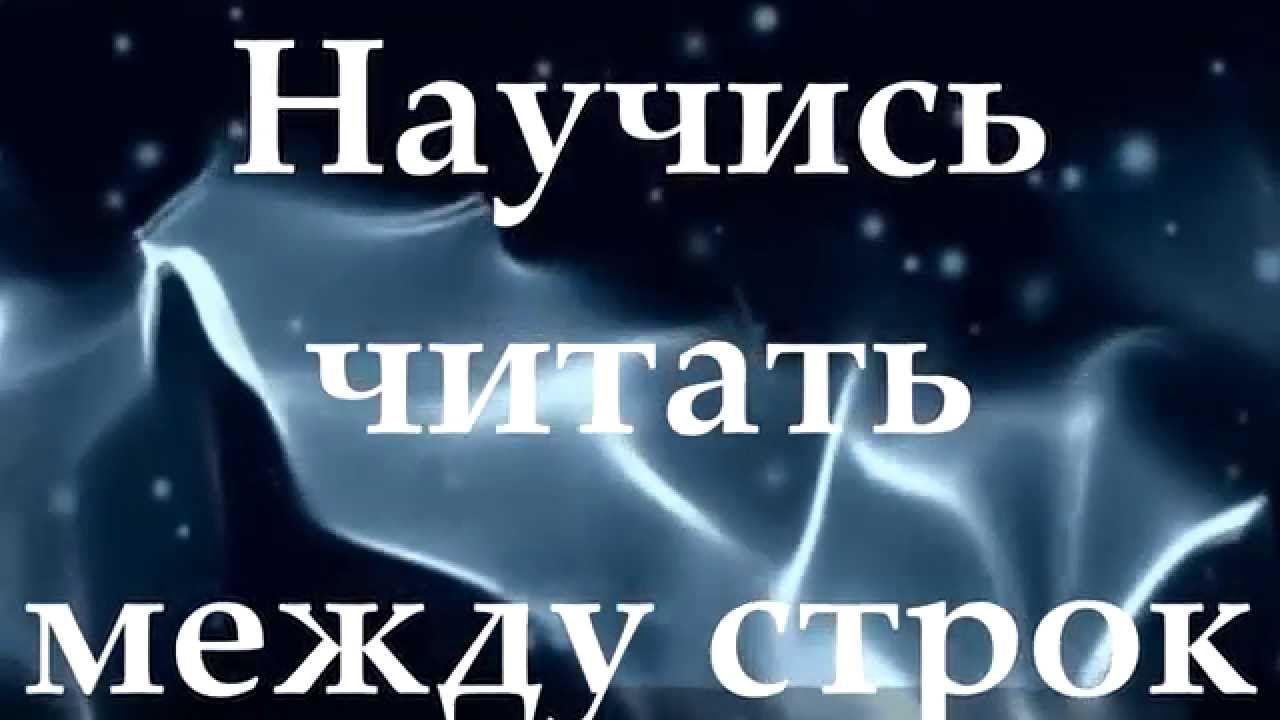 Научись
читать
между строк